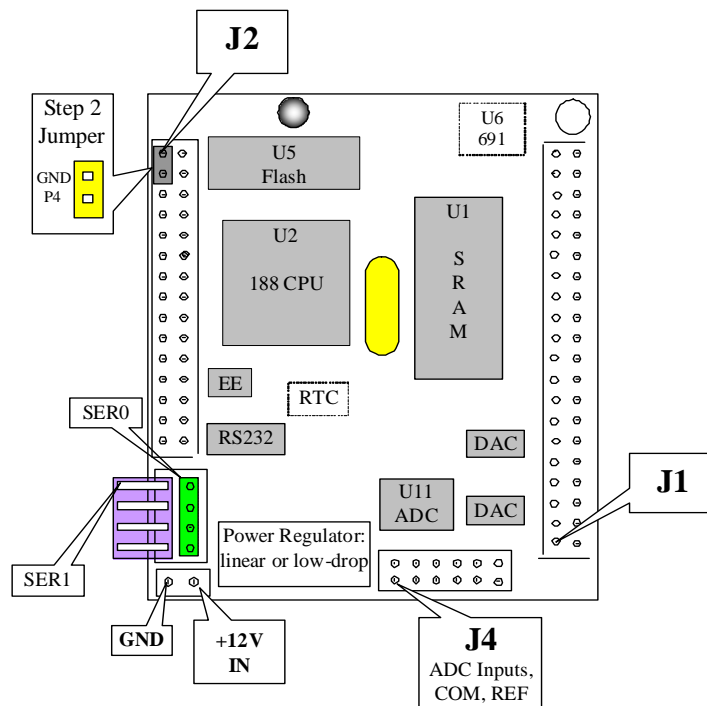 J2
Step 2
Jumper
GND
P4
U6
691
U5
Flash
U1
S
R
A
M
U2
188 CPU
EE
RTC
SER0
RS232
DAC
J1
U11
ADC
DAC
Power Regulator:
linear or low-drop
SER1
GND
+12V
IN
J4
ADC Inputs,
COM, REF